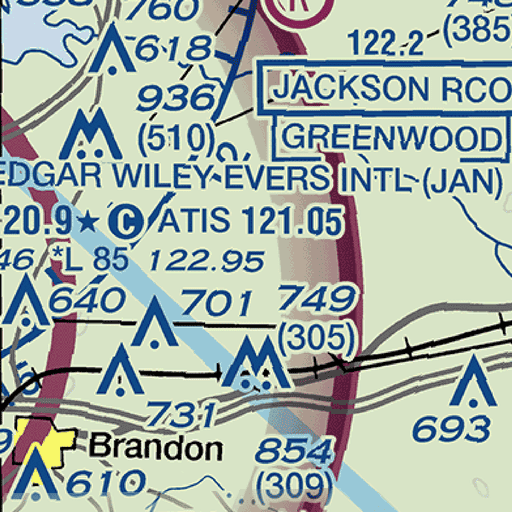 760
618
122.2
(385)
936
(510)
JACKSON RCO
GREENWOOD
EDGAR WILEY EVERS INTL (JAN)
20.9★ C ATIS 121.05
46 *L 85 122.95
640
701
749
(305)
731
693
Brandon
854
(309)
610